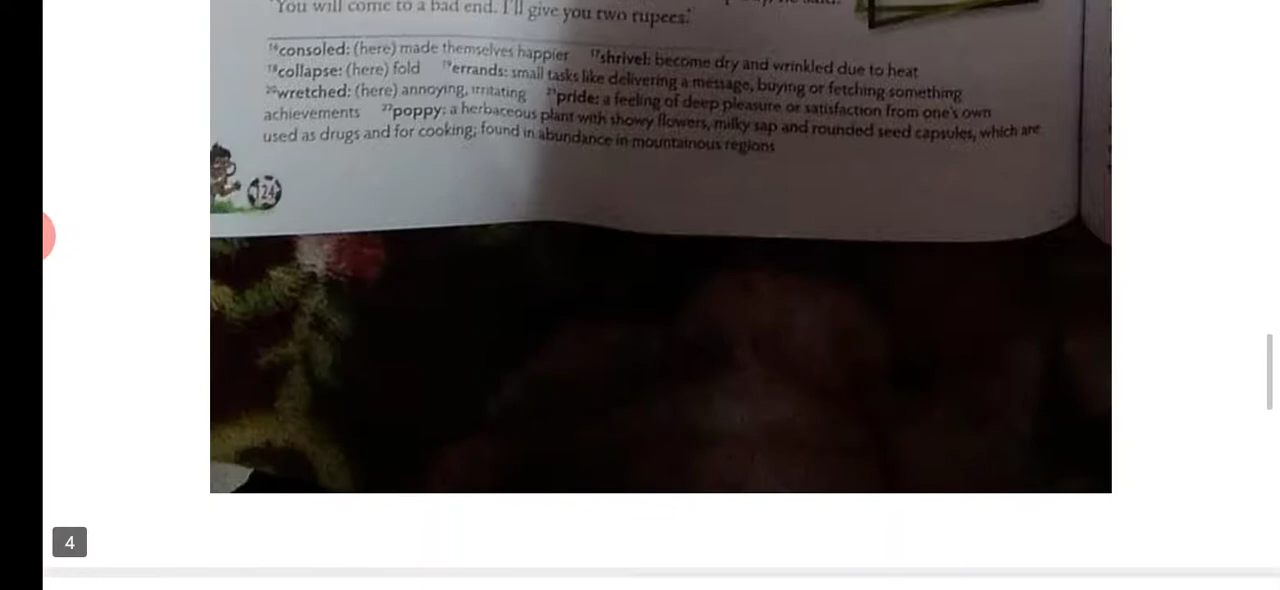 'You will come to a bad end. I'll give you two rupees.'
¹⁶consoled: (here) made themselves happier ¹⁷shrivel: become dry and wrinkled due to heat
¹⁸collapse: (here) fold ¹⁹errands: small tasks like delivering a message, buying or fetching something
²⁰wretched: (here) annoying, irritating ²¹pride: a feeling of deep pleasure or satisfaction from one's own
achievements ²²poppy: a herbaceous plant with showy flowers, milky sap and rounded seed capsules, which are
used as drugs and for cooking; found in abundance in mountainous regions
124
4